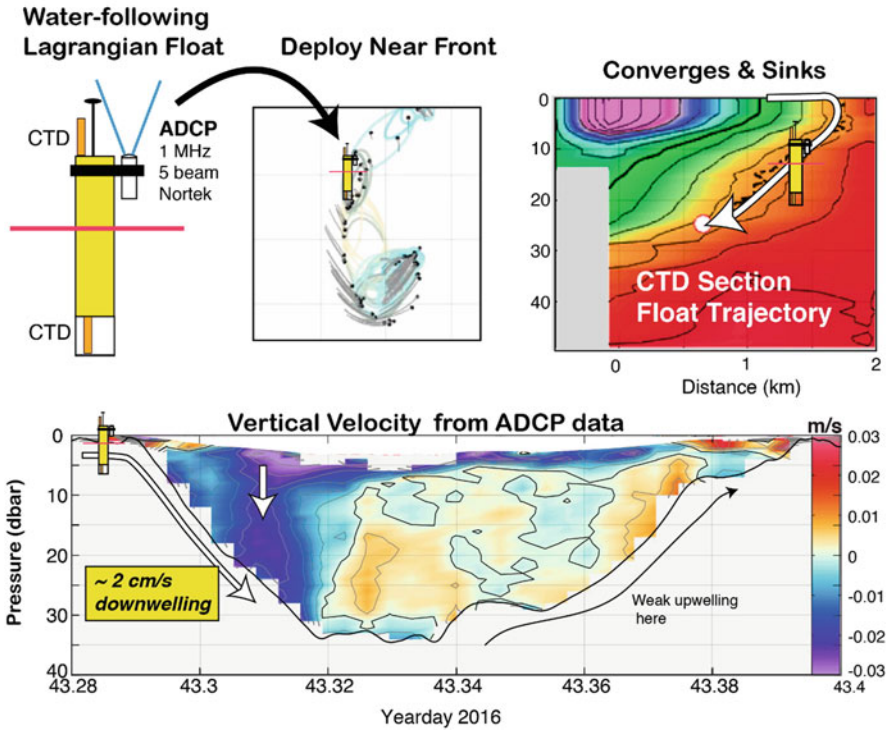 Water-following
Lagrangian Float
Deploy Near Front
Converges & Sinks
CTD
ADCP
1 MHz
5 beam
Nortek
CTD
0
10
20
30
40
CTD Section
Float Trajectory
0
1
2
Distance (km)
Vertical Velocity from ADCP data
m/s
Pressure (dbar)
0
10
20
30
40
~ 2 cm/s
downwelling
Weak upwelling
here
0.03
0.02
0.01
0
-0.01
-0.02
-0.03
43.28
43.3
43.32
43.34
43.36
43.38
43.4
Yearday 2016